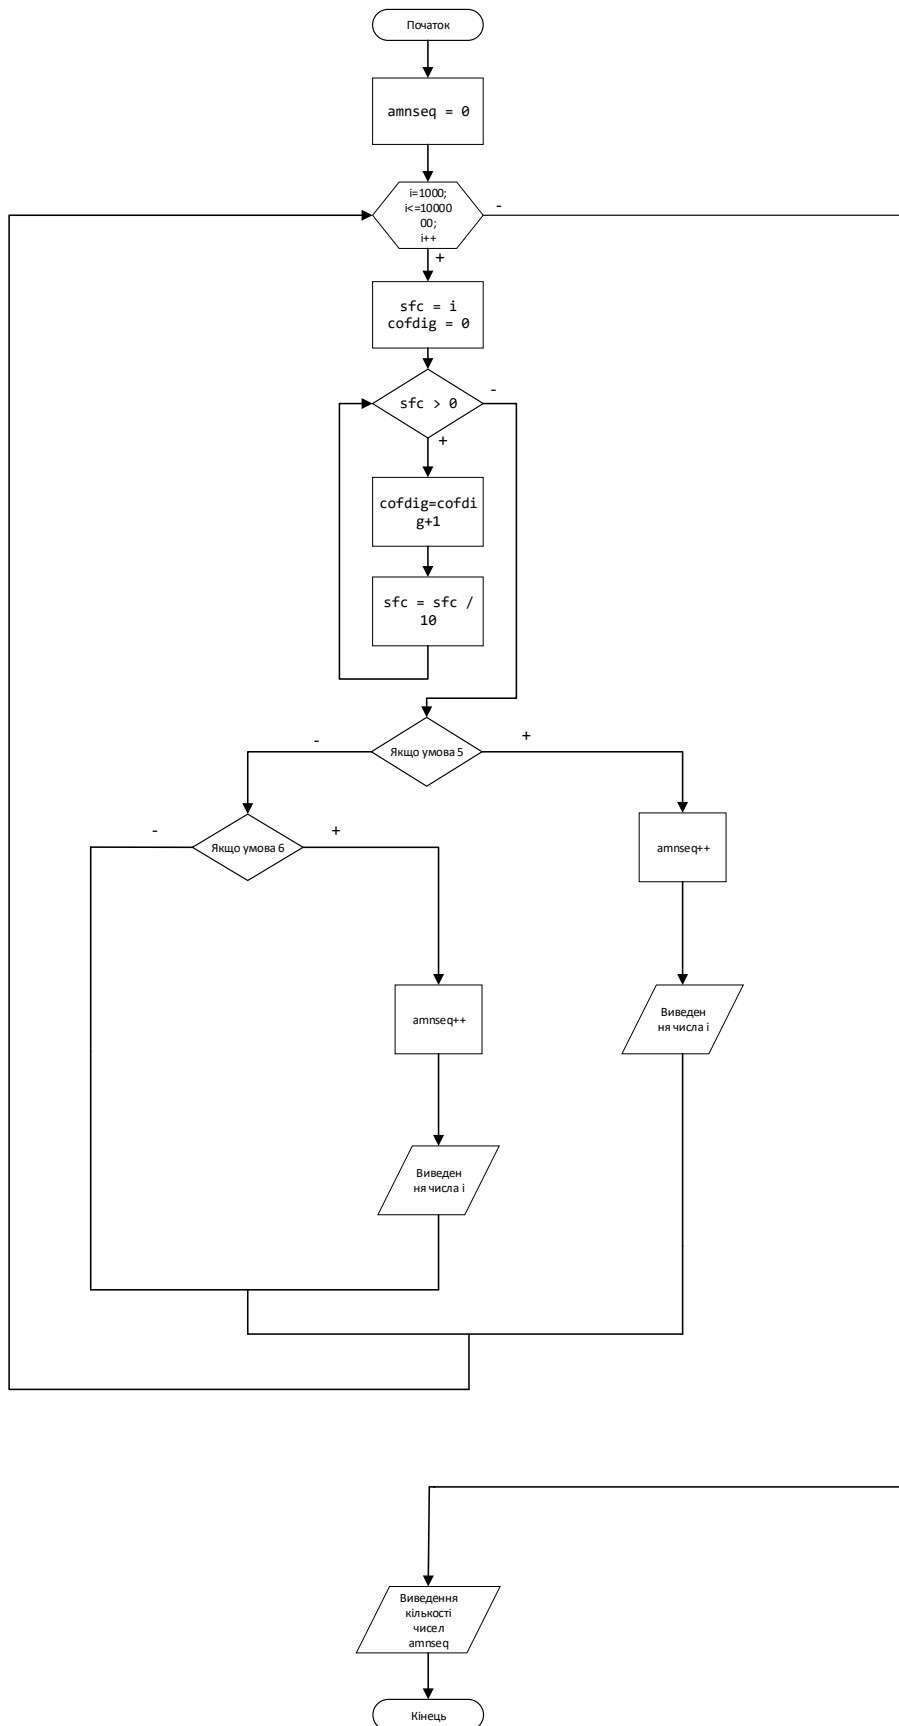 Початок
amnseq = 0
i=1000;
i<=10000
00;
i++
-
+
sfc = i
cofdig = 0
sfc > 0
-
+
cofdig=cofdi
g+1
sfc = sfc /
10
Якщо умова 5
-
+
Якщо умова 6
-
+
amnseq++
amnseq++
Виведен
ня числа і
Виведен
ня числа і
Виведення
кількості
чисел
amnseq
Кінець